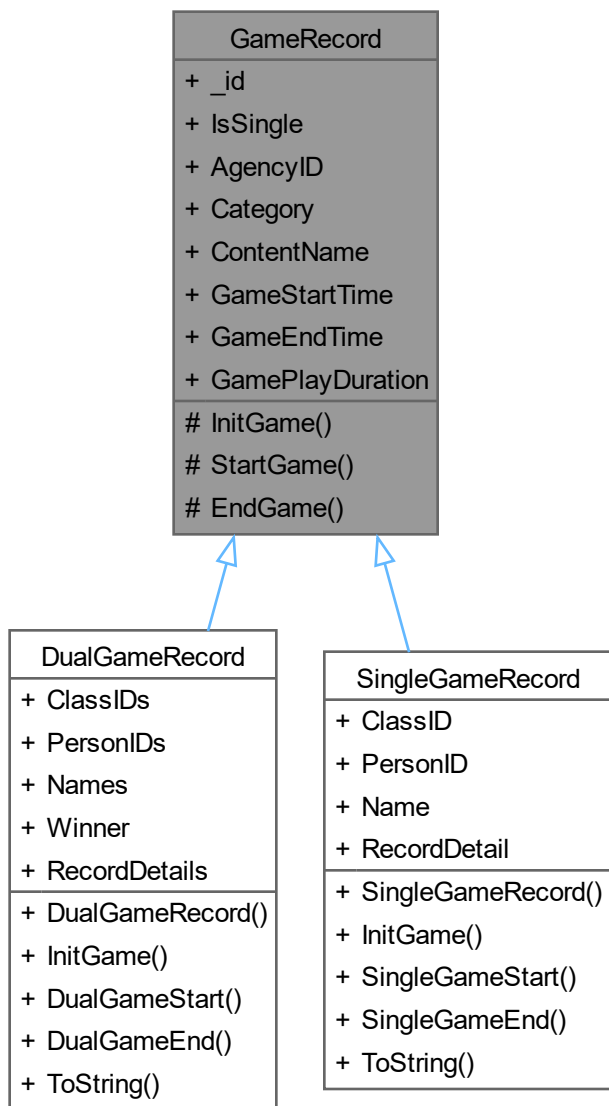 GameRecord
+ _id
+ IsSingle
+ AgencyID
+ Category
+ ContentName
+ GameStartTime
+ GameEndTime
+ GamePlayDuration
# InitGame()
# StartGame()
# EndGame()
DualGameRecord
+ ClassIDs
+ PersonIDs
+ Names
+ Winner
+ RecordDetails
+ DualGameRecord()
+ InitGame()
+ DualGameStart()
+ DualGameEnd()
+ ToString()
SingleGameRecord
+ ClassID
+ PersonID
+ Name
+ RecordDetail
+ SingleGameRecord()
+ InitGame()
+ SingleGameStart()
+ SingleGameEnd()
+ ToString()